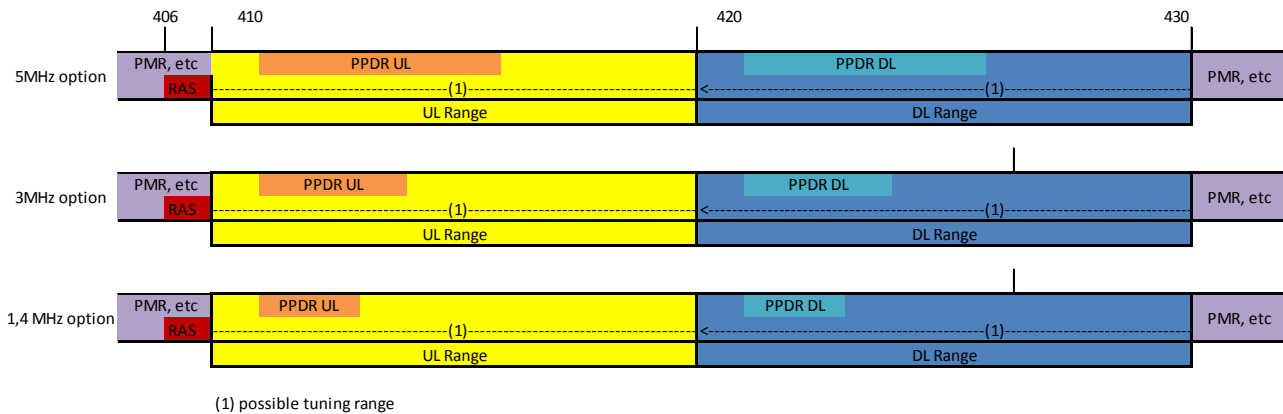 406 410 420 430
5MHz option PMR, etc PPDR UL PPDR DL PMR, etc
RAS ----(1)---- <----(1)----
UL Range DL Range
3MHz option PMR, etc PPDR UL PPDR DL PMR, etc
RAS ----(1)---- <----(1)----
UL Range DL Range
1,4 MHz option PMR, etc PPDR UL PPDR DL PMR, etc
RAS ----(1)---- <----(1)----
UL Range DL Range
(1) possible tuning range